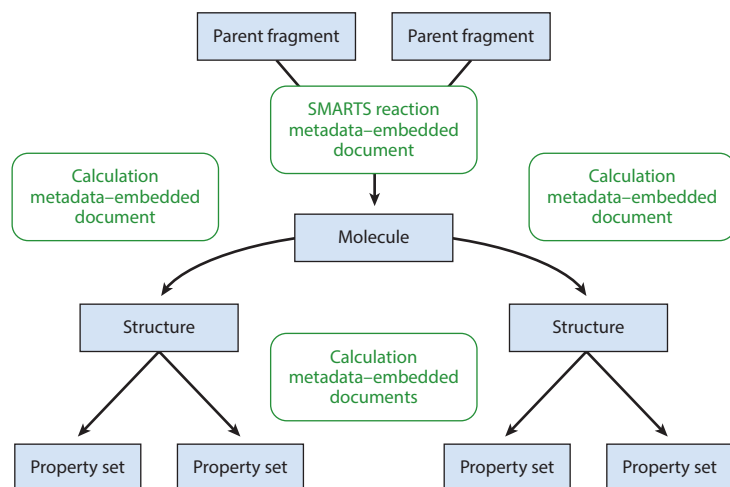 Parent fragment
Parent fragment
SMARTS reaction
metadata–embedded
document
Calculation
metadata–embedded
document
Calculation
metadata–embedded
document
Molecule
Structure
Structure
Calculation
metadata–embedded
documents
Property set
Property set
Property set
Property set